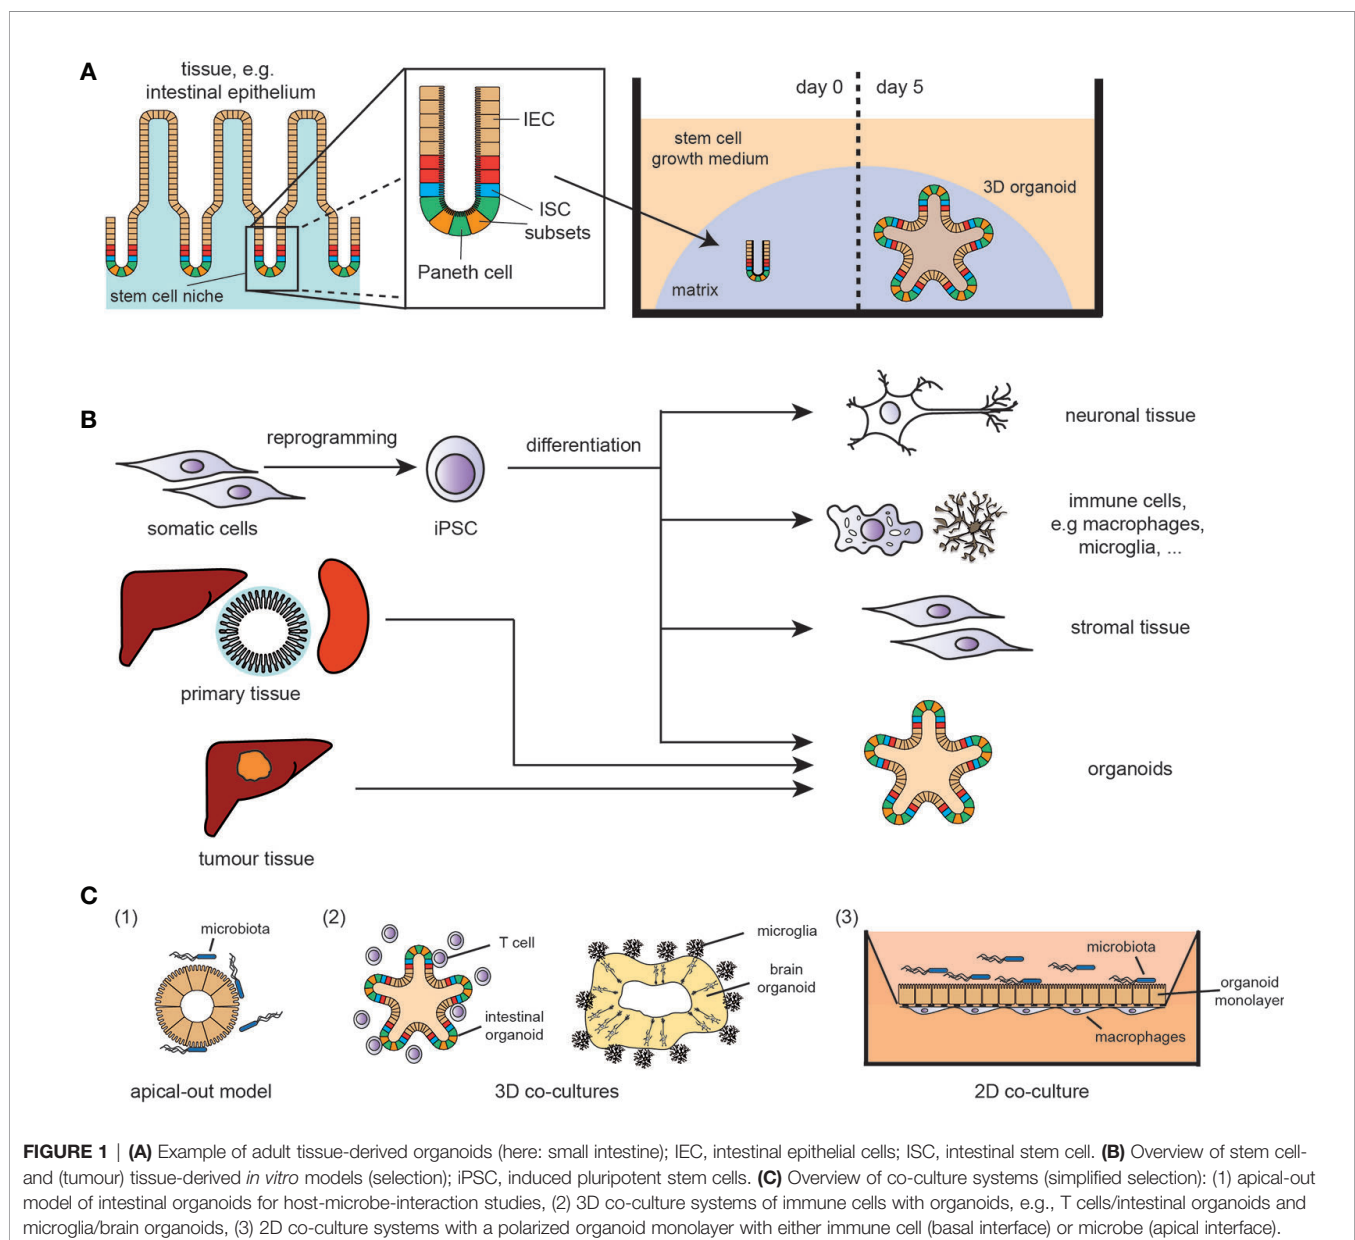 A
tissue, e.g.
intestinal epithelium
stem cell niche
IEC
ISC
subsets
Paneth cell
day 0
day 5
stem cell
growth medium
3D organoid
matrix
B
reprogramming
differentiation
somatic cells
iPSC
neuronal tissue
immune cells,
e.g macrophages,
microglia, ...
primary tissue
stromal tissue
tumour tissue
organoids
C
(1)
microbiota
apical-out model
(2)
T cell
intestinal
organoid
microglia
brain
organoid
3D co-cultures
(3)
microbiota
organoid
monolayer
macrophages
2D co-culture
FIGURE 1 | (A) Example of adult tissue-derived organoids (here: small intestine); IEC, intestinal epithelial cells; ISC, intestinal stem cell. (B) Overview of stem cell-
and (tumour) tissue-derived in vitro models (selection); iPSC, induced pluripotent stem cells. (C) Overview of co-culture systems (simplified selection): (1) apical-out
model of intestinal organoids for host-microbe-interaction studies, (2) 3D co-culture systems of immune cells with organoids, e.g., T cells/intestinal organoids and
microglia/brain organoids, (3) 2D co-culture systems with a polarized organoid monolayer with either immune cell (basal interface) or microbe (apical interface).